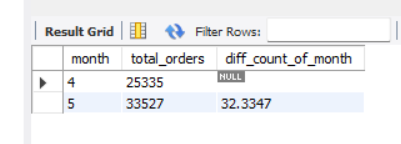 Result Grid Filter Rows:
month total_orders diff_count_of_month
4 25335 NULL
5 33527 32.3347